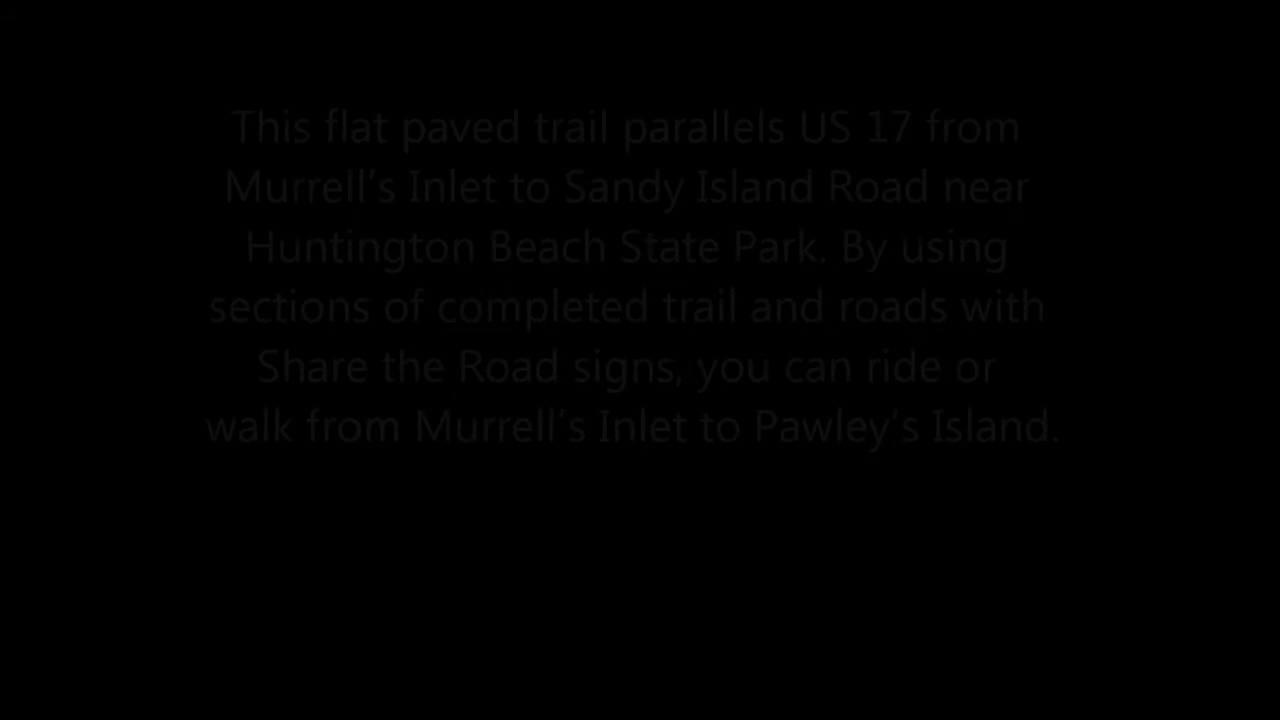 This flat paved trail parallels US 17 from
Murrell's Inlet to Sandy Island Road near
Huntington Beach State Park. By using
sections of completed trail and roads with
Share the Road signs, you can ride or
walk from Murrell's Inlet to Pawley's Island.